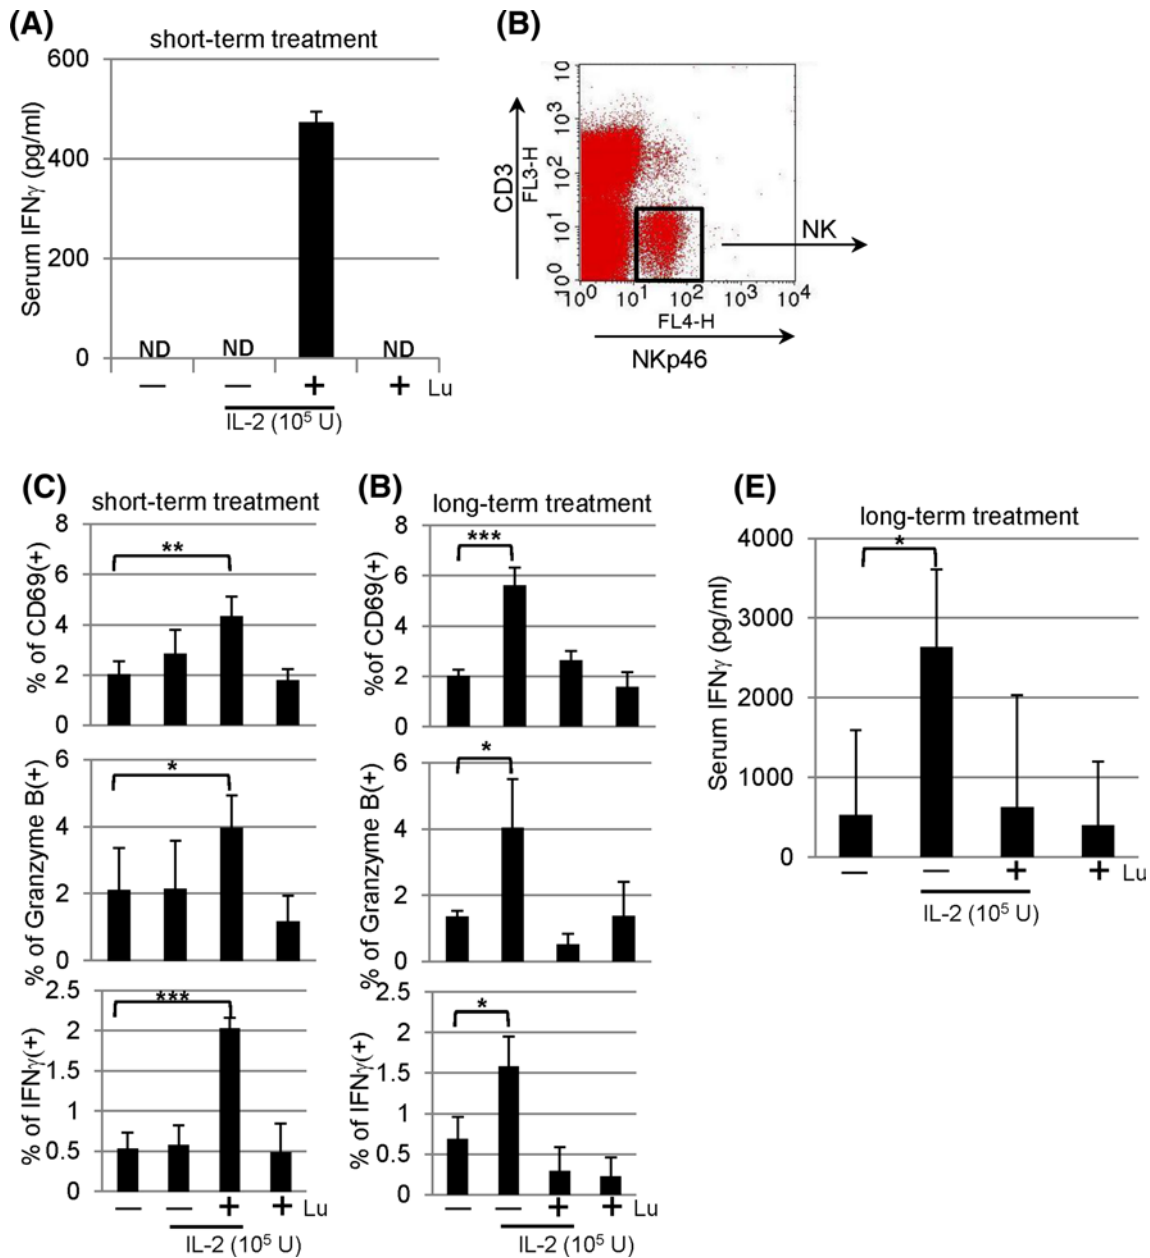 (A)
short-term treatment
Serum IFNγ (pg/ml)
600
400
200
0
ND ND ND
— — + + Lu
IL-2 (10⁵ U)
(B)
CD3
FL3-H
10
10³
10²
10¹
10⁰
10⁰ 10¹ 10² 10³ 10⁴
FL4-H
NKp46
NK
(C)
short-term treatment
% of CD69(+)
8
6
4
2
0
**
% of Granzyme B(+)
6
4
2
0
*
% of IFNγ(+)
2.5
2
1.5
1
0.5
0
***
— — + + Lu
IL-2 (10⁵ U)
(B)
long-term treatment
%of CD69(+)
8
6
4
2
0
***
% of Granzyme B(+)
6
4
2
0
*
% of IFNγ(+)
2.5
2
1.5
1
0.5
0
*
— — + + Lu
IL-2 (10⁵ U)
(E)
long-term treatment
Serum IFNγ (pg/ml)
4000
3000
2000
1000
0
*
— — + + Lu
IL-2 (10⁵ U)